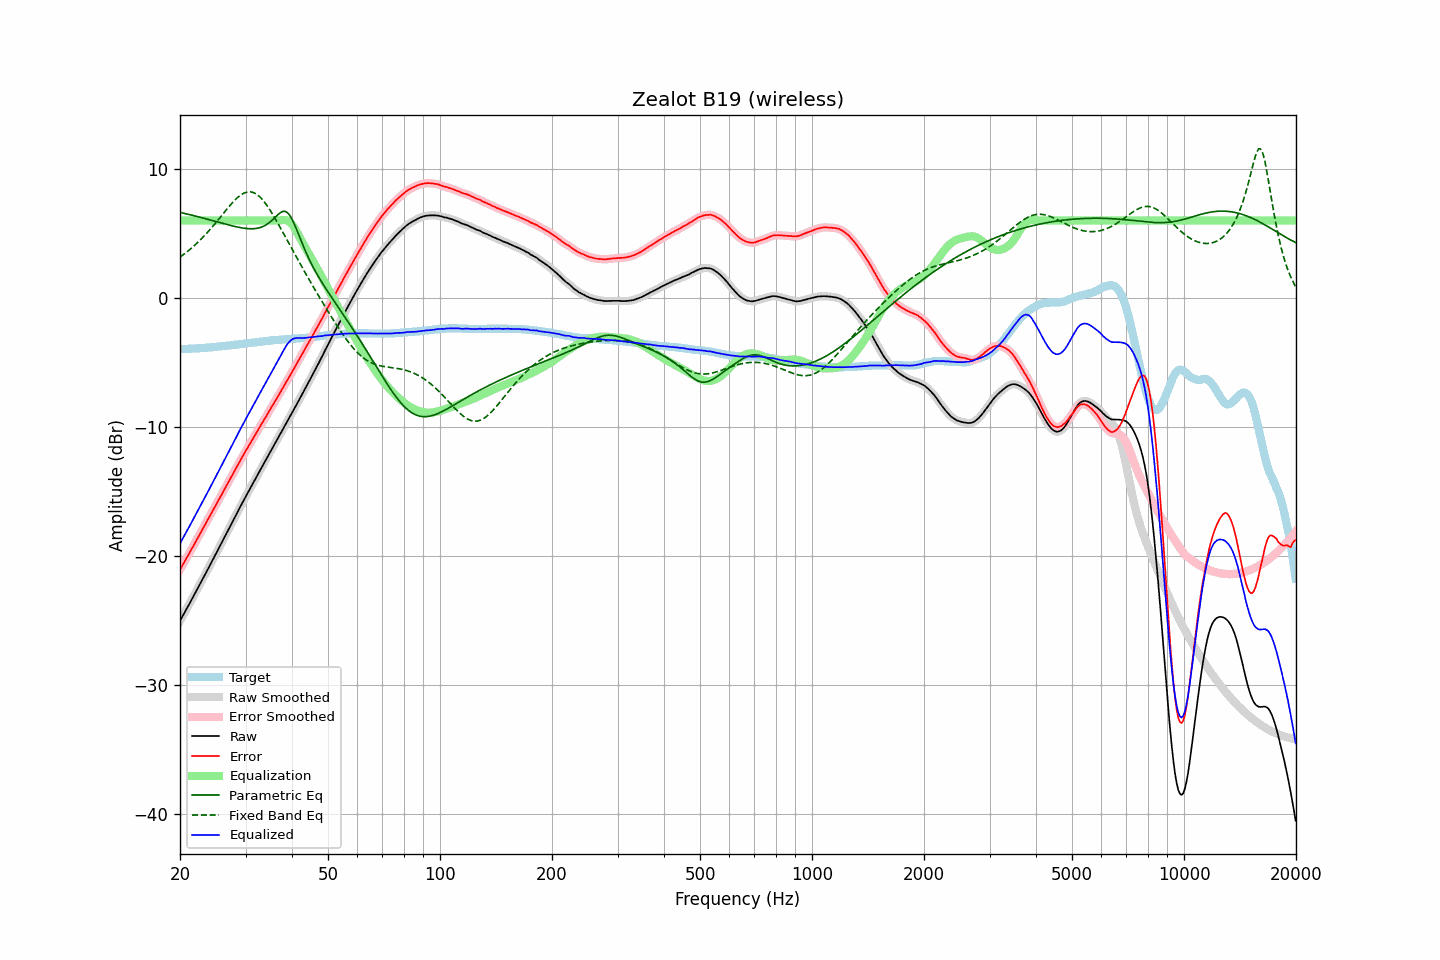 Zealot B19 (wireless)
Amplitude (dBr)
10
0
−10
−20
−30
−40
Target
Raw Smoothed
Error Smoothed
Raw
Error
Equalization
Parametric Eq
Fixed Band Eq
Equalized
20 50 100 200 500 1000 2000 5000 10000 20000
Frequency (Hz)